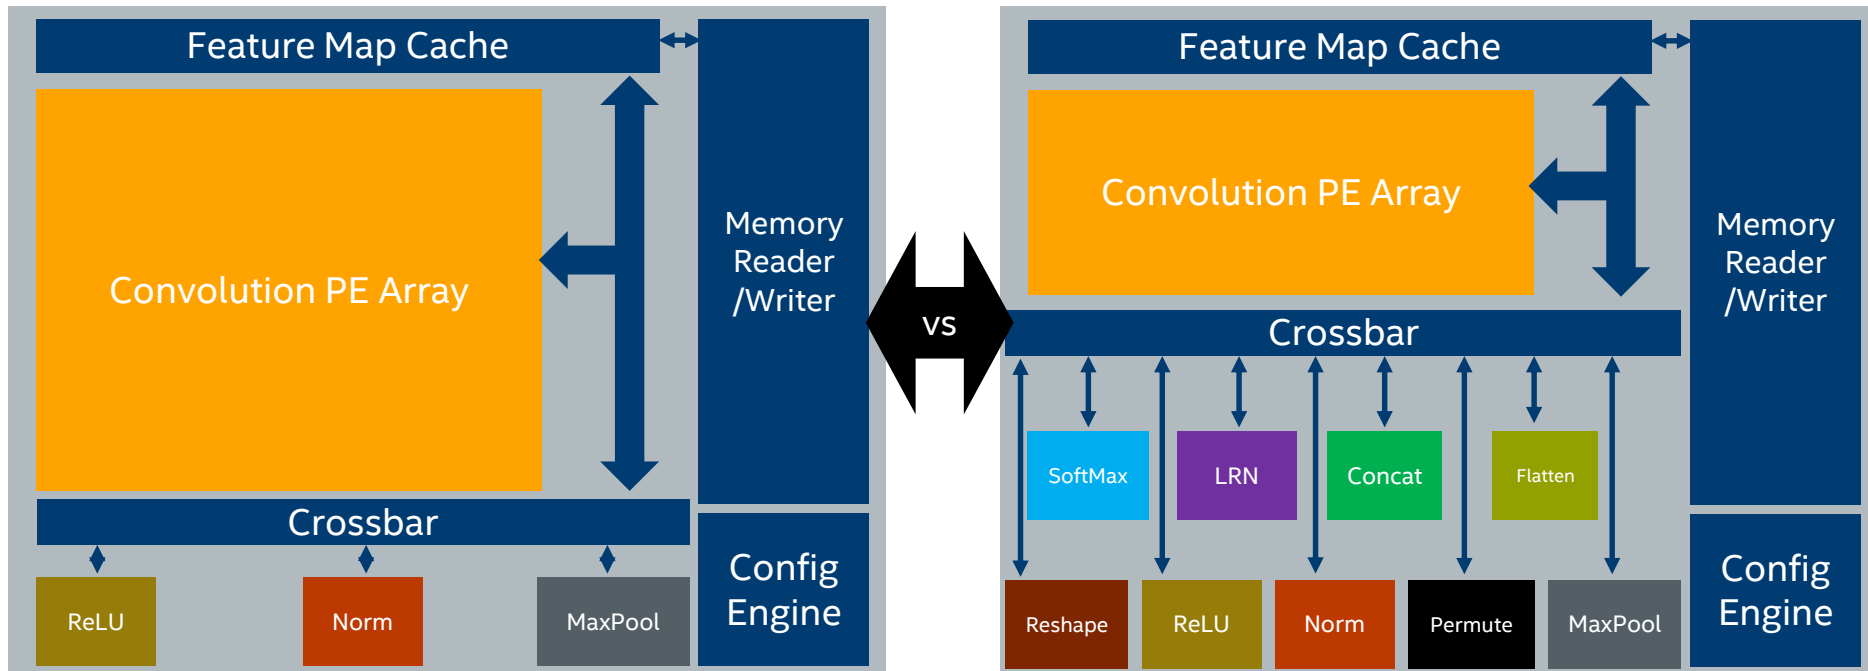 Feature Map Cache
Convolution PE Array
Memory
Reader
/Writer
Crossbar
Config
Engine
ReLU
Norm
MaxPool
vs
Feature Map Cache
Convolution PE Array
Memory
Reader
/Writer
Crossbar
SoftMax
LRN
Concat
Flatten
Config
Engine
Reshape
ReLU
Norm
Permute
MaxPool